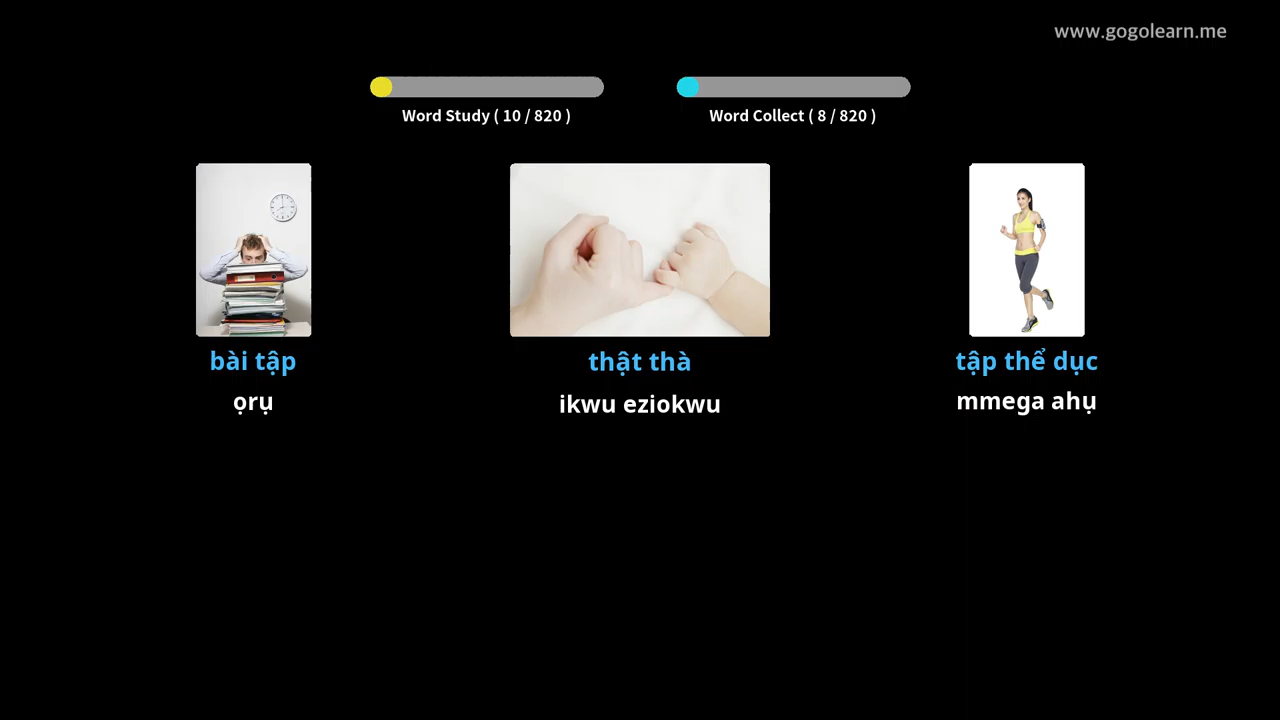 www.gogolearn.me
Word Study ( 10 / 820 )
Word Collect ( 8 / 820 )
bài tập
thật thà
tập thể dục
ọrụ
ikwu eziokwu
mmega ahụ